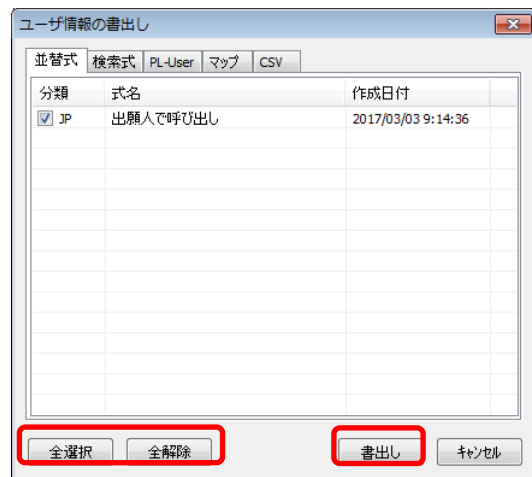 ユーザ情報の書出し
並替式 検索式 PL-User マップ CSV
分類 式名 作成日付
JP 出願人で呼び出し 2017/03/03 9:14:36
全選択 全解除 書出し キャンセル